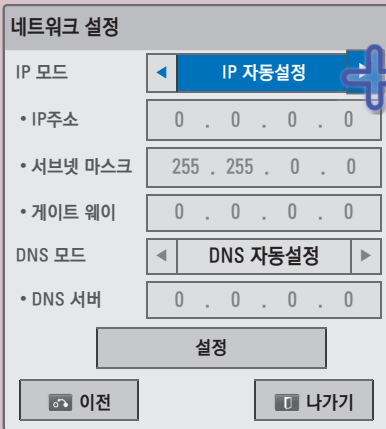 네트워크 설정
IP 모드 ◀ IP 자동설정 ▶
• IP주소 0 . 0 . 0 . 0
• 서브넷 마스크 255 . 255 . 0 . 0
• 게이트 웨이 0 . 0 . 0 . 0
DNS 모드 ◀ DNS 자동설정 ▶
• DNS 서버 0 . 0 . 0 . 0
설정
이전 나가기